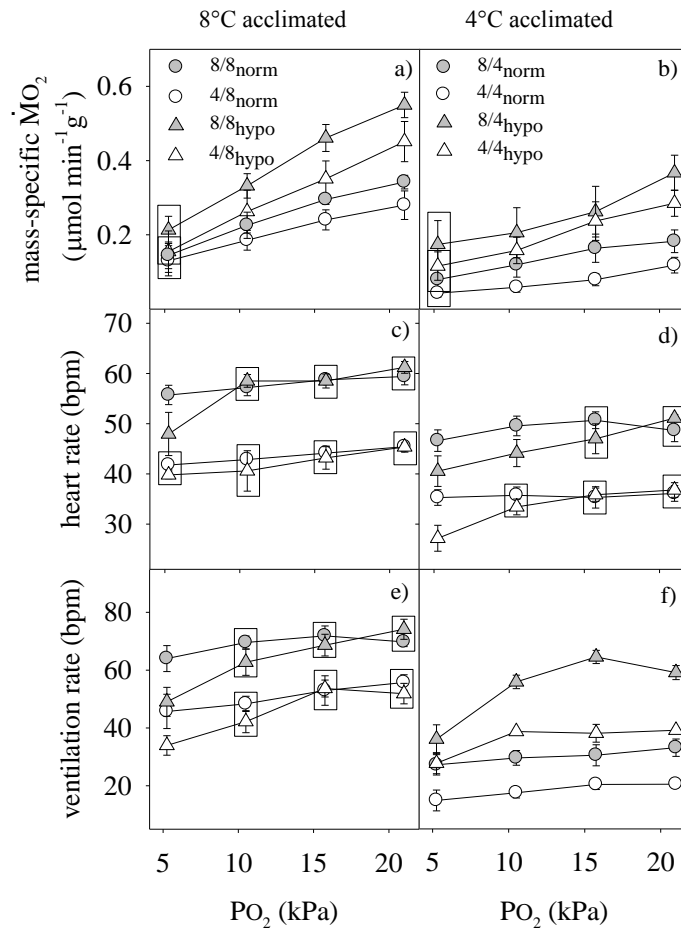 8°C acclimated 4°C acclimated
a) b)
8/8norm 8/4norm
4/8norm 4/4norm
8/8hypo 8/4hypo
4/8hypo 4/4hypo
mass-specific ṀO2
(µmol min-1g-1)
0.6
0.4
0.2
c) d)
heart rate (bpm)
70
60
50
40
30
e) f)
ventilation rate (bpm)
80
60
40
20
5 10 15 20 5 10 15 20
PO2 (kPa) PO2 (kPa)